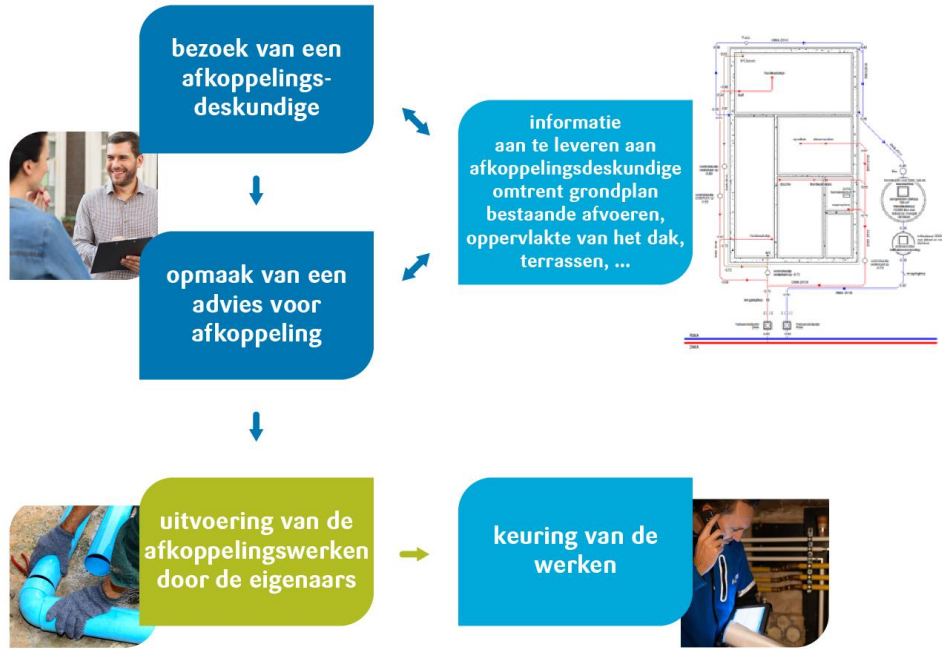 bezoek van een
afkoppelings-
deskundige
informatie
aan te leveren aan
afkoppelingsdeskundige
omtrent grondplan
bestaande afvoeren,
oppervlakte van het dak,
terrassen, ...
opmaak van een
advies voor
afkoppeling
uitvoering van de
afkoppelingswerken
door de eigenaars
keuring van de
werken